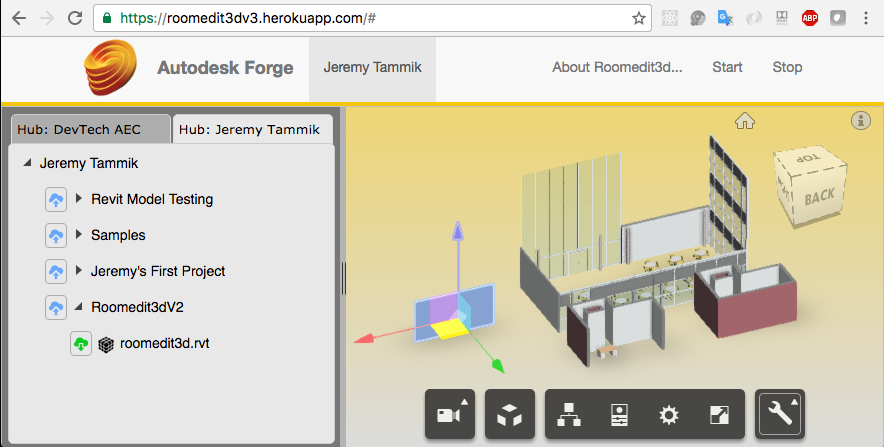 https://roomedit3dv3.herokuapp.com/#
ABP
Autodesk Forge
Jeremy Tammik
About Roomedit3d...
Start
Stop
Hub: DevTech AEC
Hub: Jeremy Tammik
Jeremy Tammik
Revit Model Testing
Samples
Jeremy's First Project
Roomedit3dV2
roomedit3d.rvt
TOP
BACK